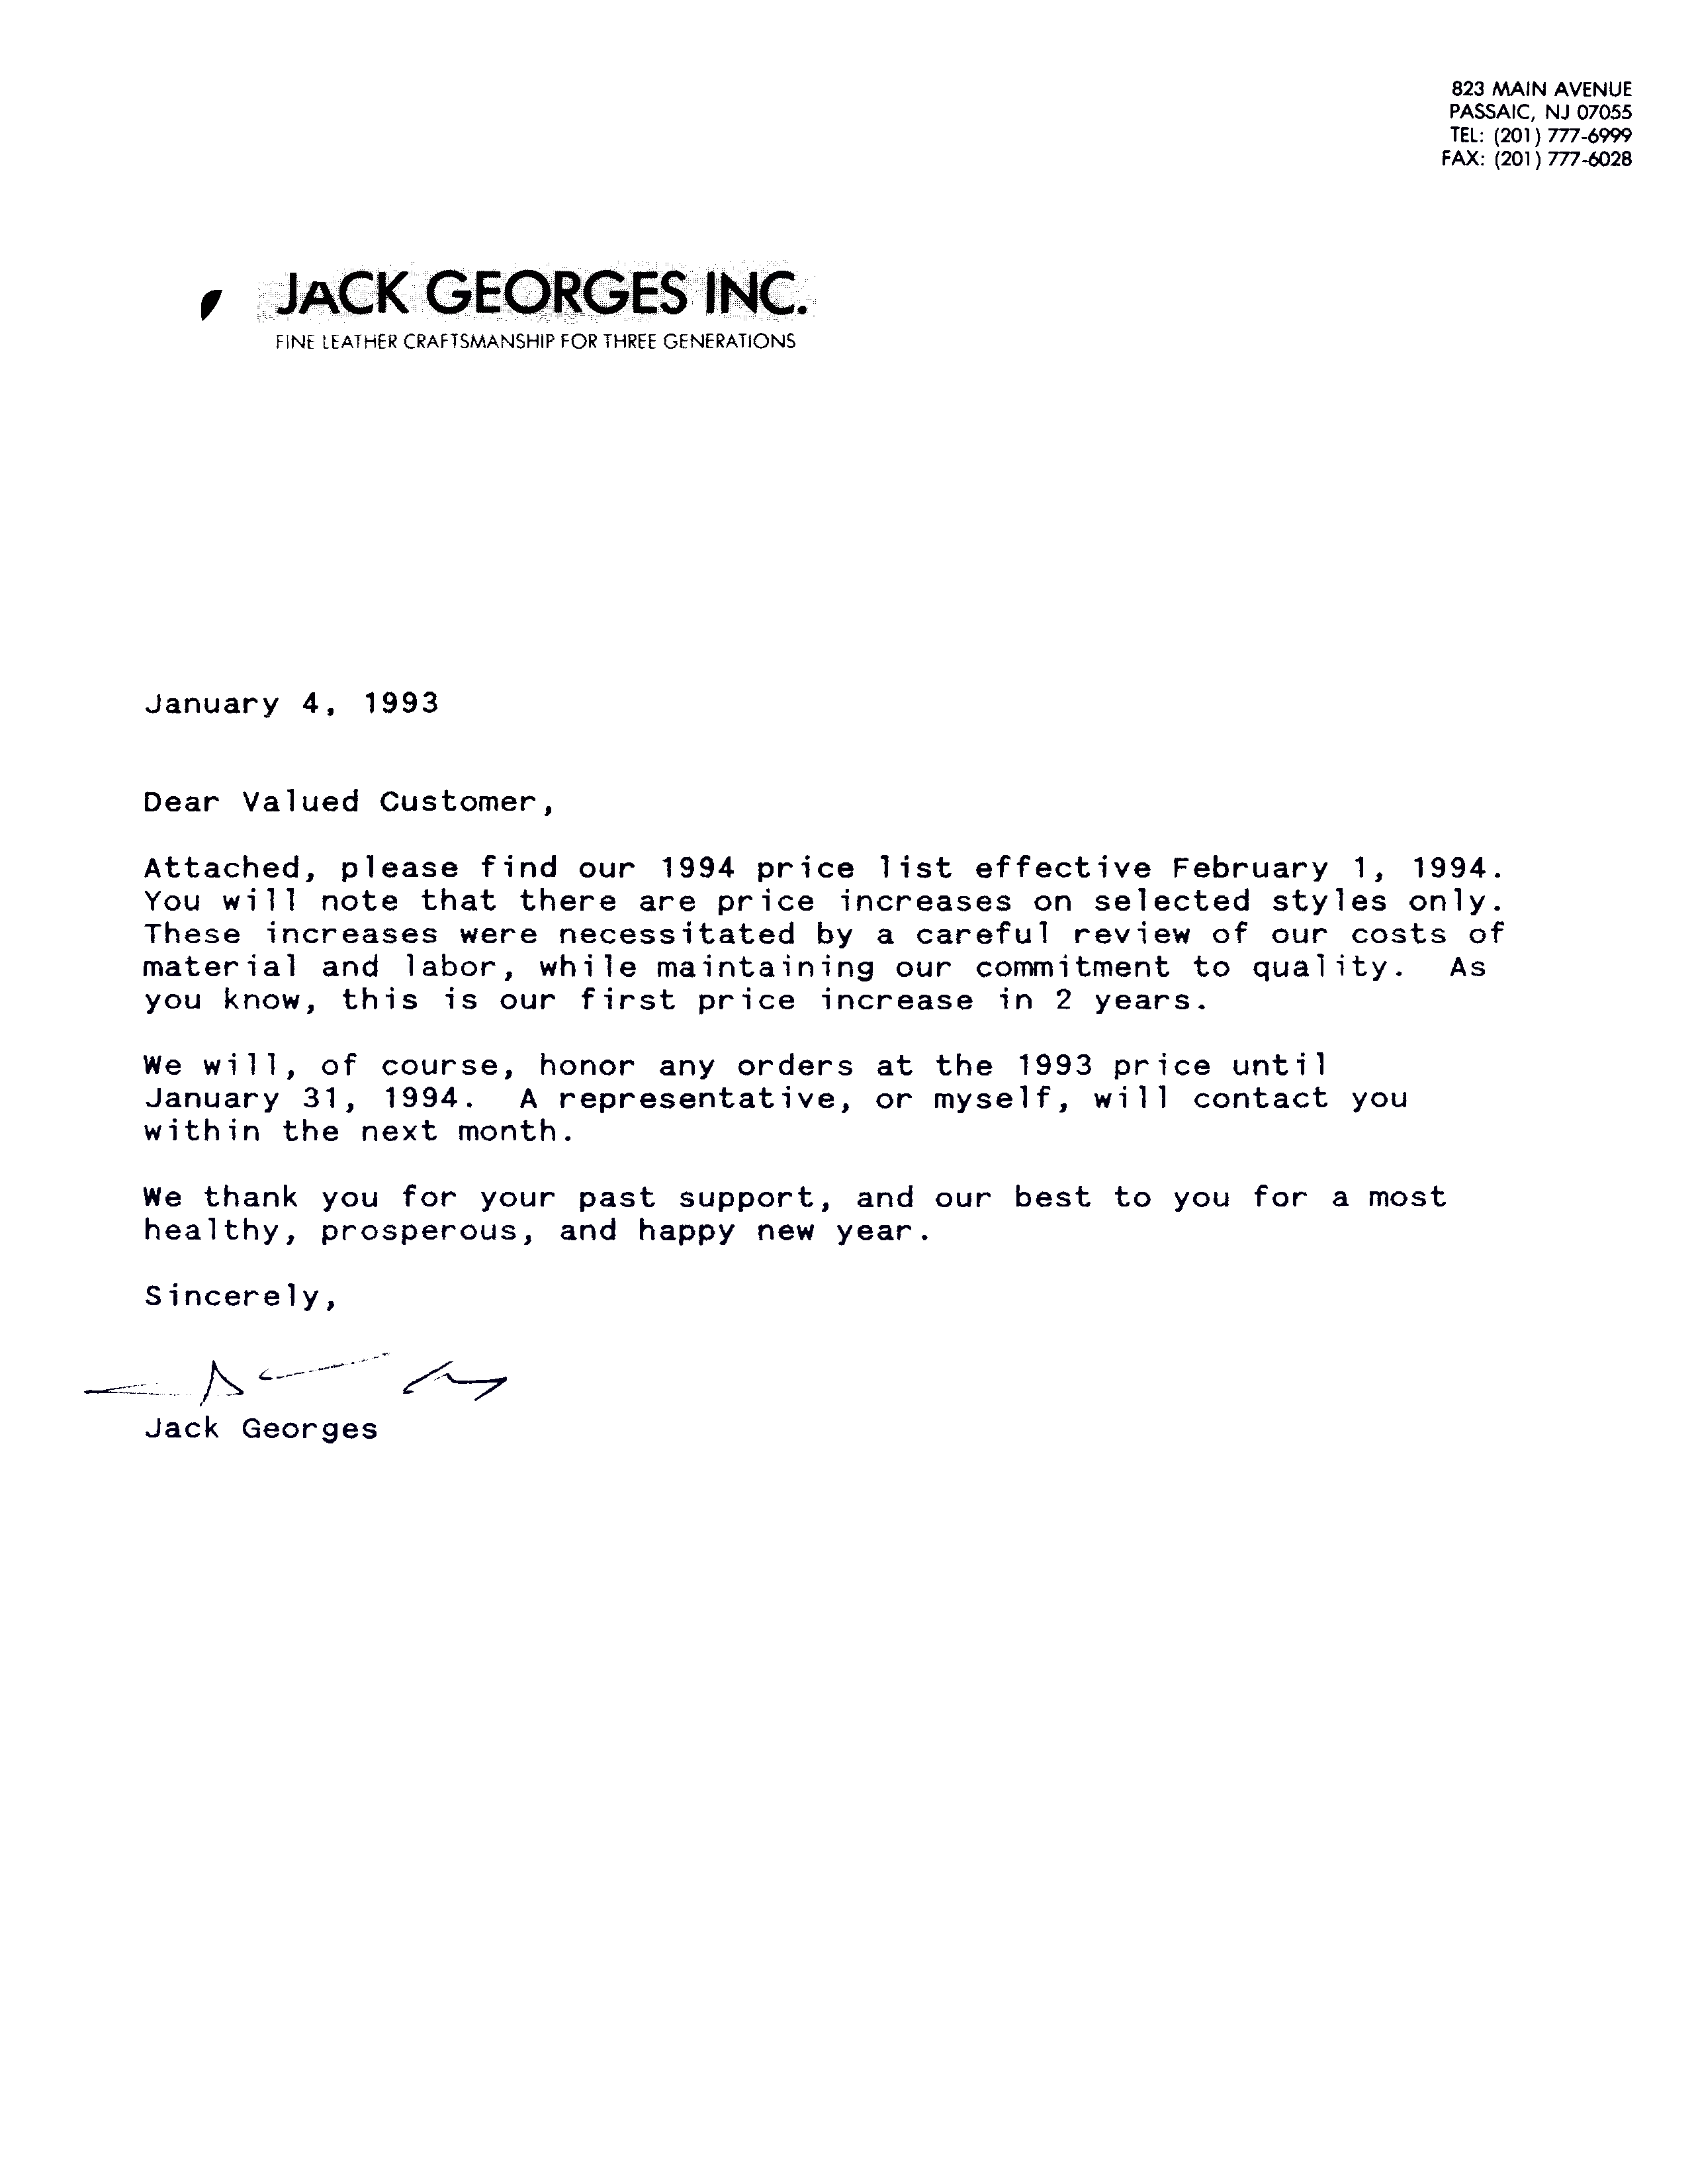 823 MAIN AVENUE
PASSAIC, NJ 07055
TEL: (201) 777-6999
FAX: (201) 777-6028
JACK GEORGES INC.
FINE LEATHER CRAFTSMANSHIP FOR THREE GENERATIONS
January 4, 1993
Dear Valued Customer,
Attached, please find our 1994 price list effective February 1, 1994.
You will note that there are price increases on selected styles only.
These increases were necessitated by a careful review of our costs of
material and labor, while maintaining our commitment to quality.  As
you know, this is our first price increase in 2 years.
We will, of course, honor any orders at the 1993 price until
January 31, 1994.  A representative, or myself, will contact you
within the next month.
We thank you for your past support, and our best to you for a most
healthy, prosperous, and happy new year.
Sincerely,
Jack Georges